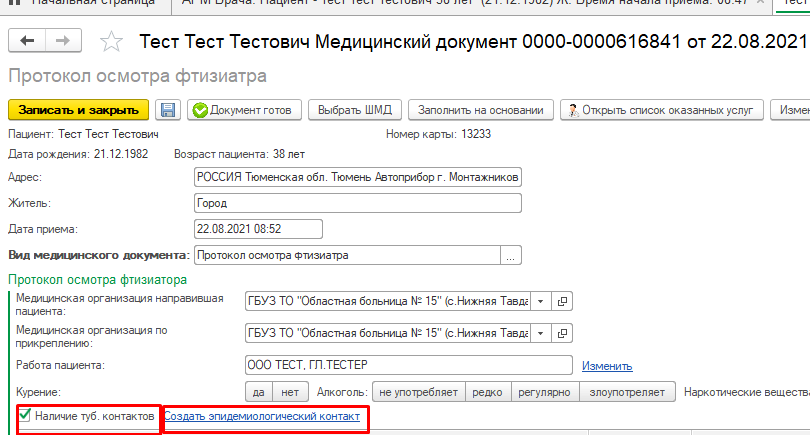 Начальная страница АРМ Врача: Пациент - Тест Тест Тестович 38 лет (21.12.1982) Ж. Время начала приема: 08:47 × Тест
Тест Тест Тестович Медицинский документ 0000-0000616841 от 22.08.2021
Протокол осмотра фтизиатра
Записать и закрыть Документ готов Выбрать ШМД Заполнить на основании Открыть список оказанных услуг Измен
Пациент: Тест Тест Тестович Номер карты: 13233
Дата рождения: 21.12.1982 Возраст пациента: 38 лет
Адрес: РОССИЯ Тюменская обл. Тюмень Автоприбор г. Монтажников
Житель: Город
Дата приема: 22.08.2021 08:52
Вид медицинского документа: Протокол осмотра фтизиатра ...
Протокол осмотра фтизиатора
Медицинская организация направившая пациента: ГБУЗ ТО "Областная больница № 15" (с.Нижняя Тавда
Медицинская организация по прикреплению: ГБУЗ ТО "Областная больница № 15" (с.Нижняя Тавда
Работа пациента: ООО ТЕСТ, ГЛ.ТЕСТЕР Изменить
Курение: да нет Алкоголь: не употребляет редко регулярно злоупотреляет Наркотические вещества
Наличие туб. контактов Создать эпидемиологический контакт